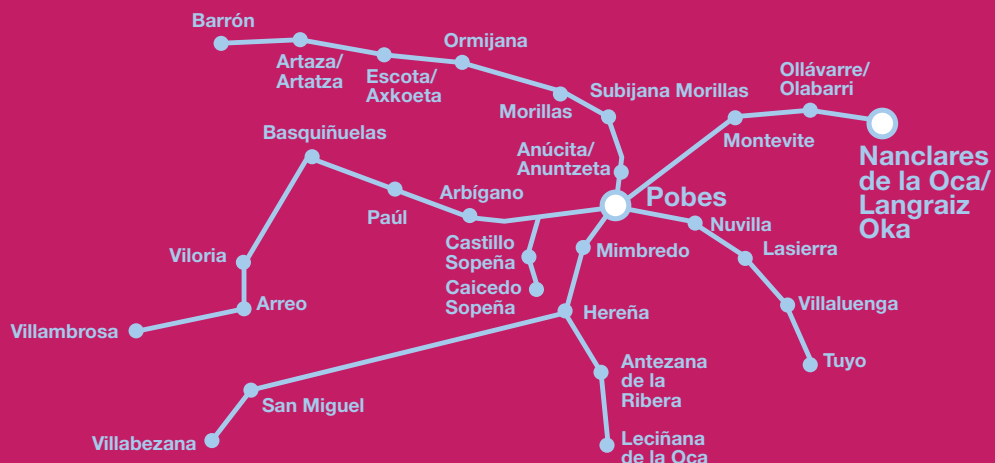 Barrón
Artaza/
Artatza
Escota/
Axkoeta
Ormijana
Morillas
Subijana Morillas
Ollávarre/
Olabarri
Montevite
Nanclares
de la Oca/
Langraiz
Oka
Anúcita/
Anuntzeta
Pobes
Basquiñuelas
Paúl
Arbígano
Castillo
Sopeña
Caicedo
Sopeña
Mimbredo
Nuvilla
Lasierra
Villaluenga
Tuyo
Viloria
Arreo
Villambrosa
Hereña
San Miguel
Villabezana
Antezana
de la
Ribera
Leciñana
de la Oca